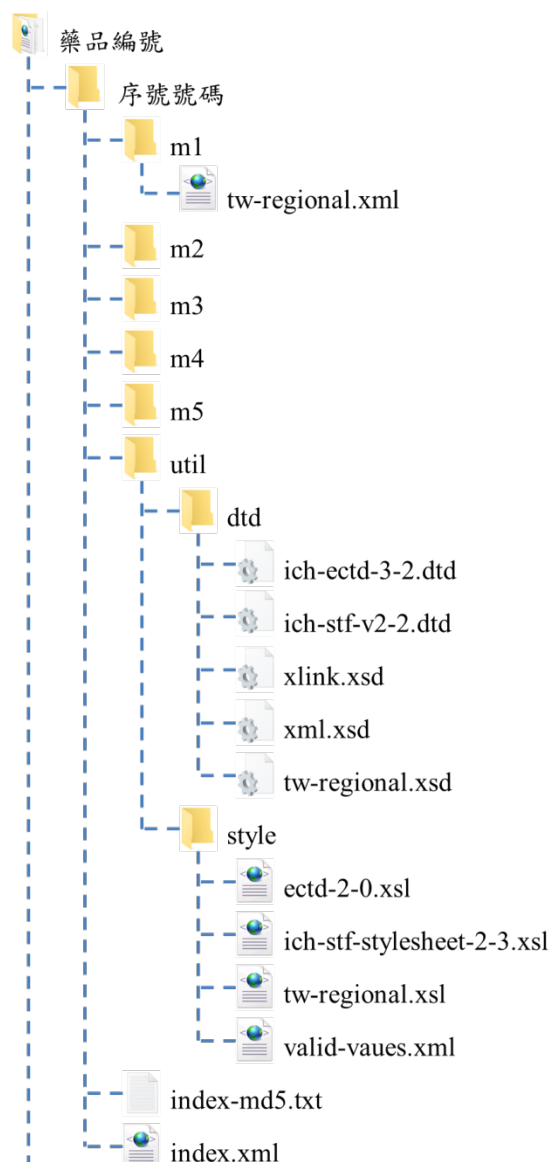 藥品編號
序號號碼
m1
tw-regional.xml
m2
m3
m4
m5
util
dtd
ich-ectd-3-2.dtd
ich-stf-v2-2.dtd
xlink.xsd
xml.xsd
tw-regional.xsd
style
ectd-2-0.xsl
ich-stf-stylesheet-2-3.xsl
tw-regional.xsl
valid-vaues.xml
index-md5.txt
index.xml